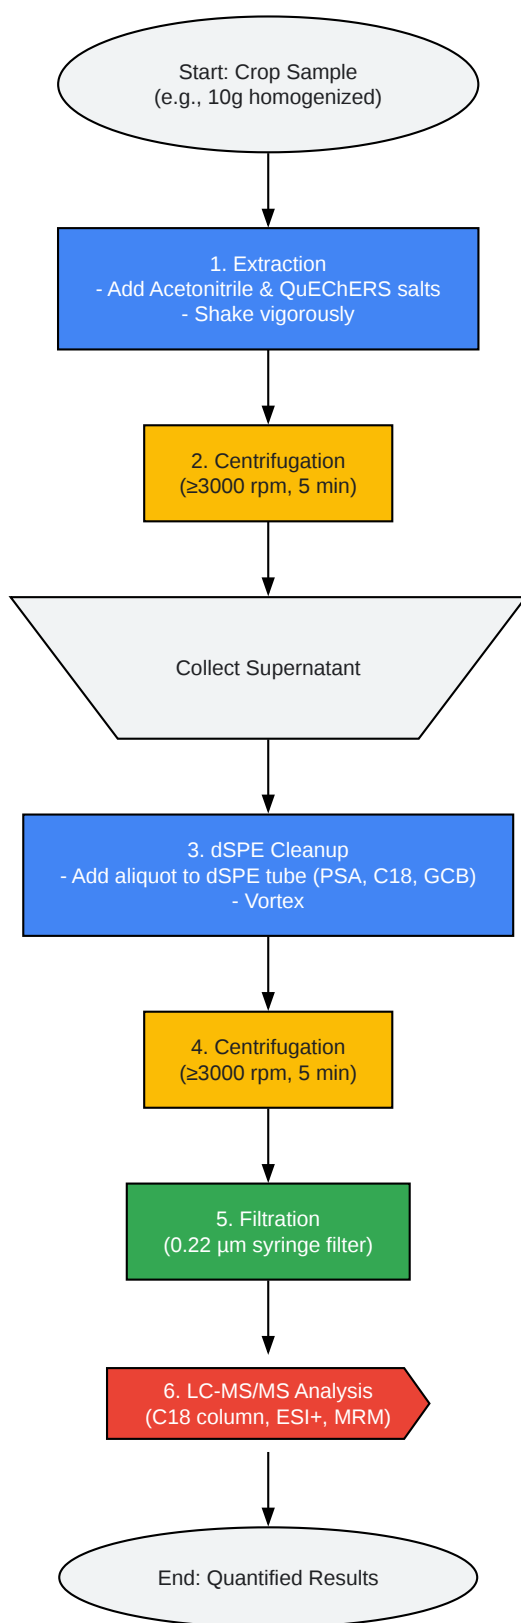 Start: Crop Sample
(e.g., 10g homogenized)
1. Extraction
- Add Acetonitrile & QuEChERS salts
- Shake vigorously
2. Centrifugation
(≥3000 rpm, 5 min)
Collect Supernatant
3. dSPE Cleanup
- Add aliquot to dSPE tube (PSA, C18, GCB)
- Vortex
4. Centrifugation
(≥3000 rpm, 5 min)
5. Filtration
(0.22 µm syringe filter)
6. LC-MS/MS Analysis
(C18 column, ESI+, MRM)
End: Quantified Results